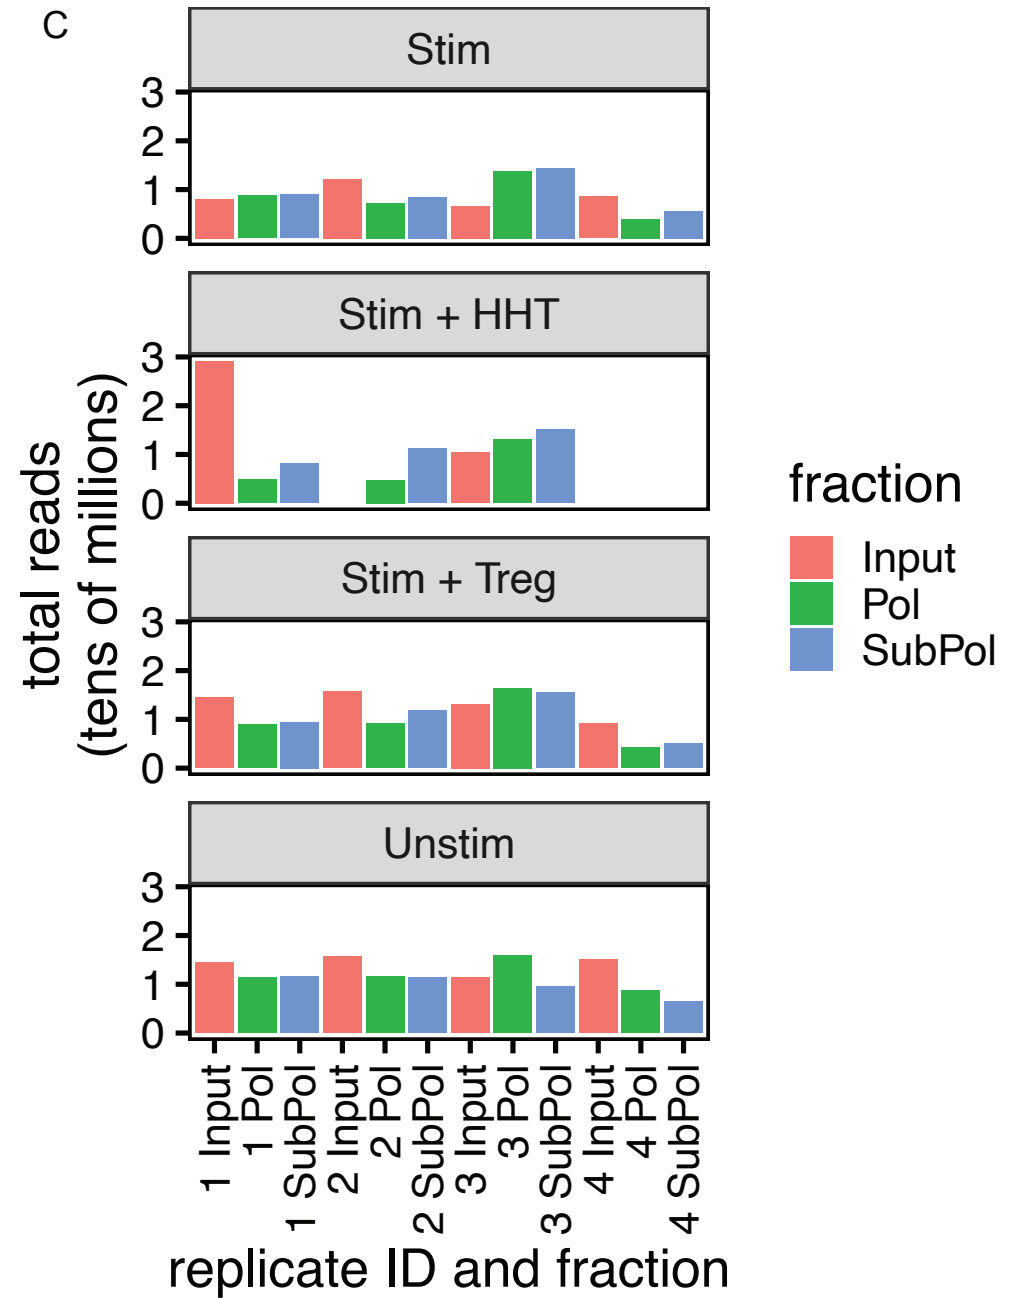 C
Stim
3
2
1
0
Stim + HHT
3
2
1
0
Stim + Treg
3
2
1
0
Unstim
3
2
1
0
total reads
(tens of millions)
1 Input
1 Pol
1 SubPol
2 Input
2 Pol
2 SubPol
3 Input
3 Pol
3 SubPol
4 Input
4 Pol
4 SubPol
replicate ID and fraction
fraction
Input
Pol
SubPol